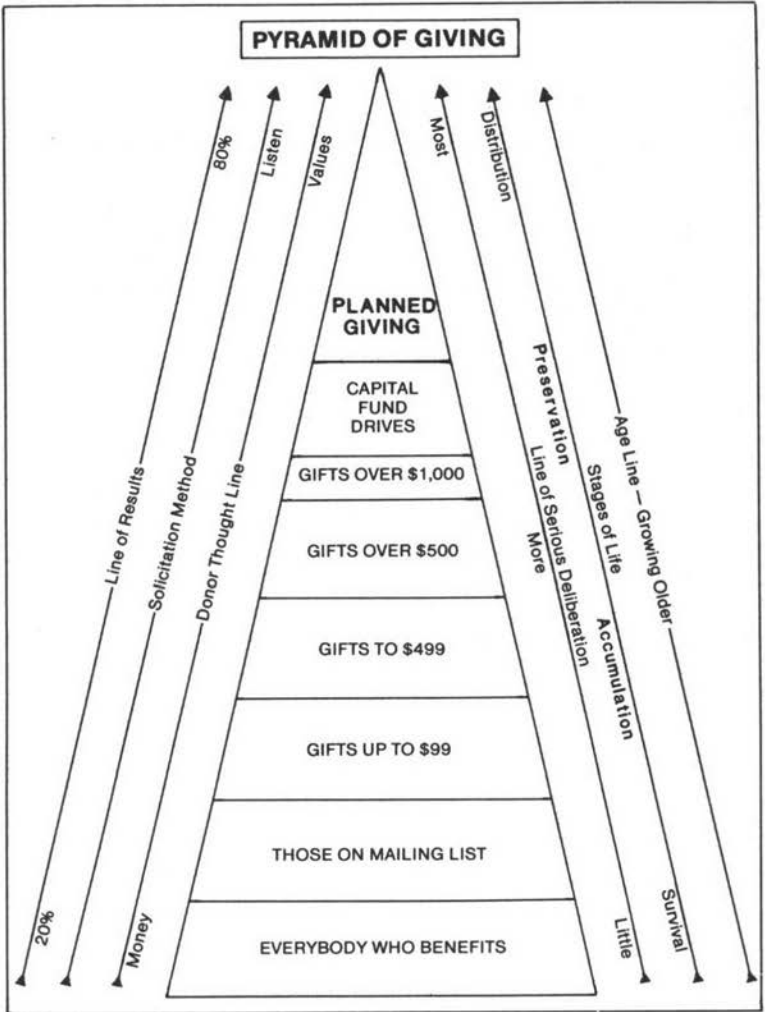 PYRAMID OF GIVING
80%
Line of Results
20%
Listen
Solicitation Method
Values
Donor Thought Line
Money
PLANNED
GIVING
CAPITAL
FUND
DRIVES
GIFTS OVER $1,000
GIFTS OVER $500
GIFTS TO $499
GIFTS UP TO $99
THOSE ON MAILING LIST
EVERYBODY WHO BENEFITS
Most
Line of Serious Deliberation
More
Little
Distribution
Preservation
Stages of Life
Accumulation
Survival
Age Line — Growing Older